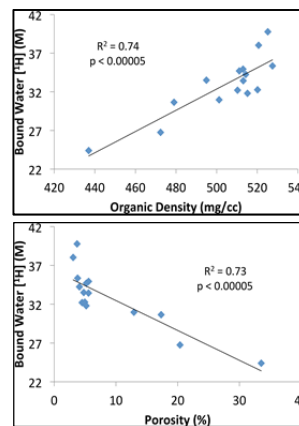 Bound Water [¹H] (M)
42
37
32
27
22
R² = 0.74
p < 0.00005
420 440 460 480 500 520 54
Organic Density (mg/cc)
Bound Water [¹H] (M)
42
37
32
27
22
R² = 0.73
p < 0.00005
0 10 20 30 4
Porosity (%)